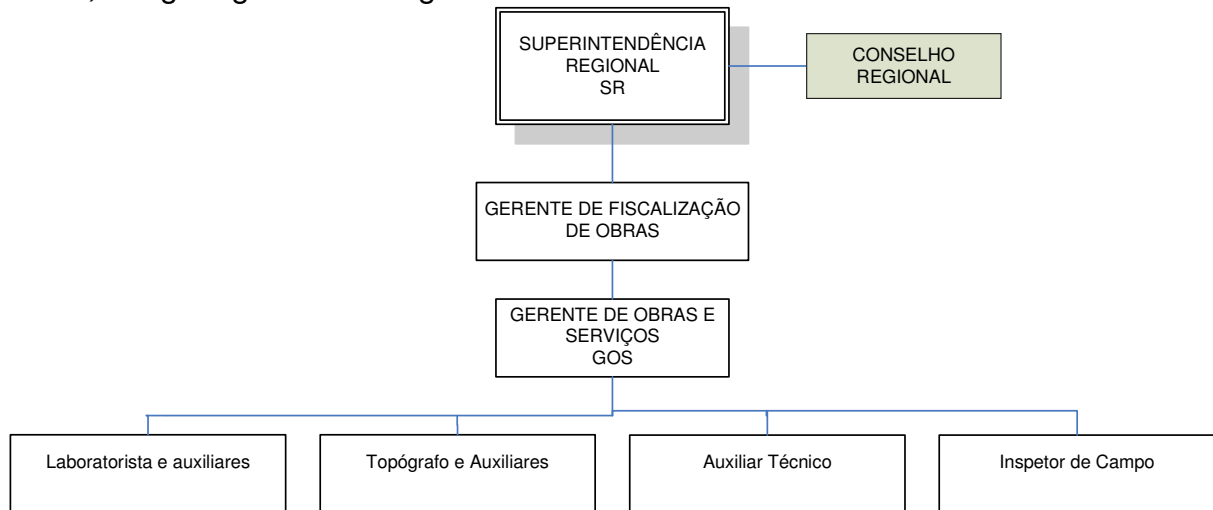 SUPERINTENDÊNCIA
REGIONAL
SR
CONSELHO
REGIONAL
GERENTE DE FISCALIZAÇÃO
DE OBRAS
GERENTE DE OBRAS E
SERVIÇOS
GOS
Laboratorista e auxiliares
Topógrafo e Auxiliares
Auxiliar Técnico
Inspetor de Campo